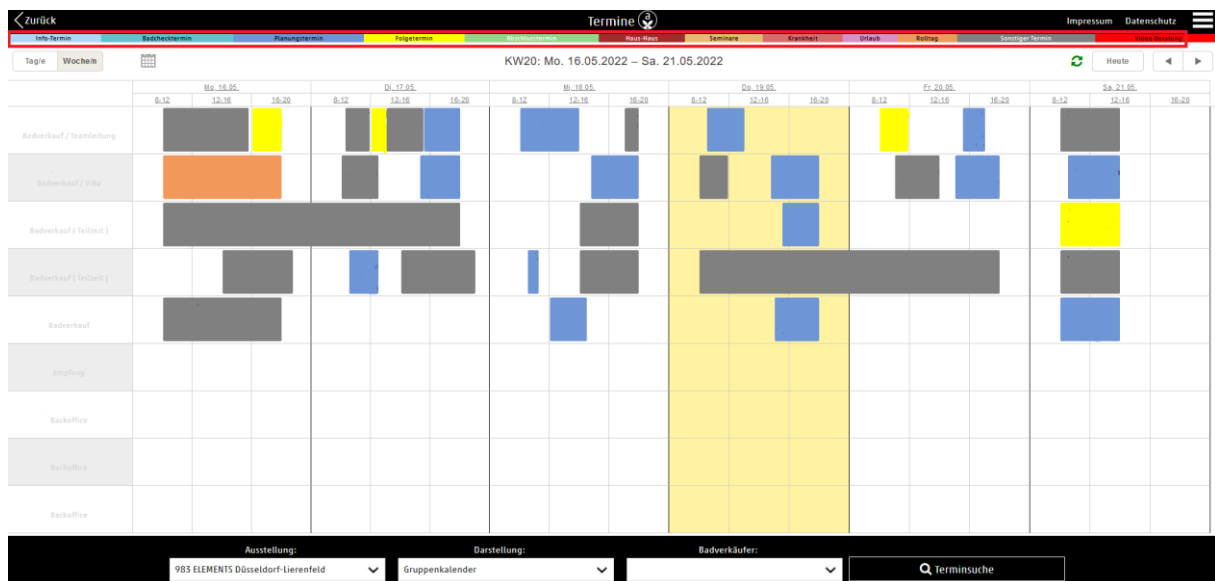 Zurück
Termine
Impressum Datenschutz
Info-Termin Badchecktermin Planungstermin Folgetermin Abschlusstermin Haus-Haus Seminare Krankheit Urlaub Rolltag Sonstiger Termin Video Beratung
Tag/e Woche/n KW20: Mo. 16.05.2022 – Sa. 21.05.2022 Heute
Mo, 16.05. Di, 17.05. Mi, 18.05. Do, 19.05. Fr, 20.05. Sa, 21.05.
8-12 12-16 16-20 8-12 12-16 16-20 8-12 12-16 16-20 8-12 12-16 16-20 8-12 12-16 16-20 8-12 12-16 16-20
Badverkauf / Teamleitung
Badverkauf / Villa
Badverkauf ( Teilzeit )
Badverkauf ( Teilzeit )
Badverkauf
Empfang
Backoffice
Backoffice
Backoffice
Ausstellung: Darstellung: Badverkäufer:
983 ELEMENTS Düsseldorf-Lierenfeld Gruppenkalender Terminsuche